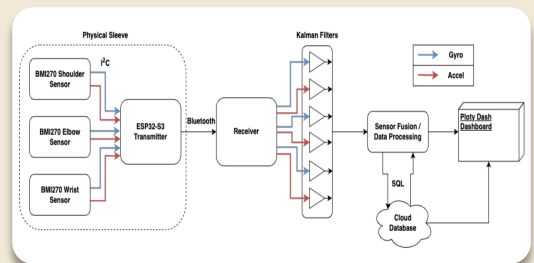 Physical Sleeve
Kalman Filters
I²C
BMI270 Shoulder
Sensor
BMI270 Elbow
Sensor
BMI270 Wrist
Sensor
ESP32-S3
Transmitter
Bluetooth
Receiver
Gyro
Accel
Sensor Fusion /
Data Processing
SQL
Cloud
Database
Plotly Dash
Dashboard